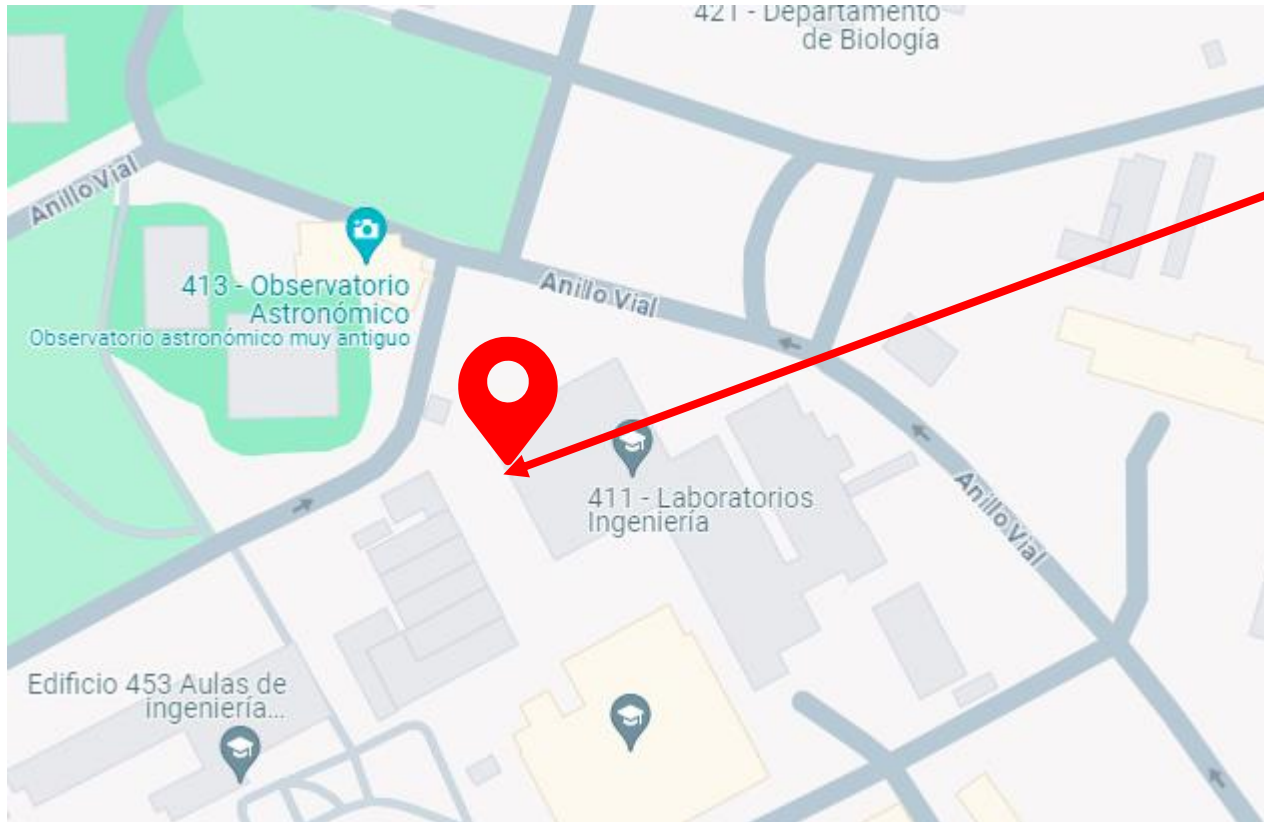 421 - Departamento
de Biología
Anillo Vial
413 - Observatorio
Astronómico
Observatorio astronómico muy antiguo
Anillo Vial
411 - Laboratorios
Ingeniería
Anillo Vial
Edificio 453 Aulas de
ingeniería...